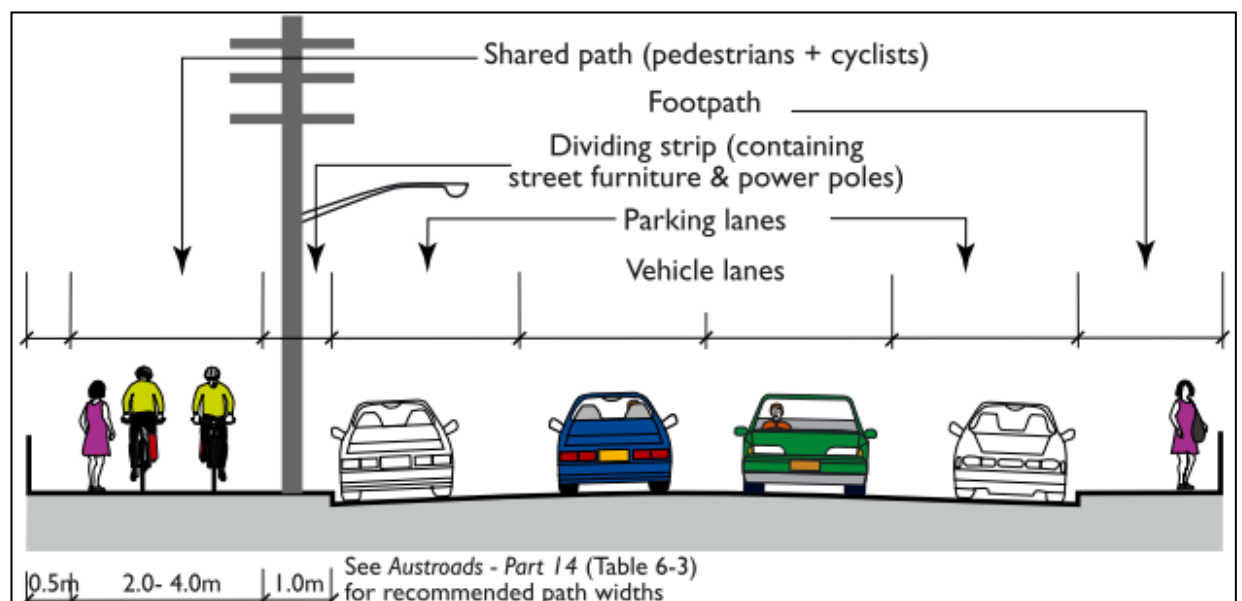 Shared path (pedestrians + cyclists)
Footpath
Dividing strip (containing
street furniture & power poles)
Parking lanes
Vehicle lanes
0.5m
2.0- 4.0m
1.0m
See Austroads - Part 14 (Table 6-3)
for recommended path widths